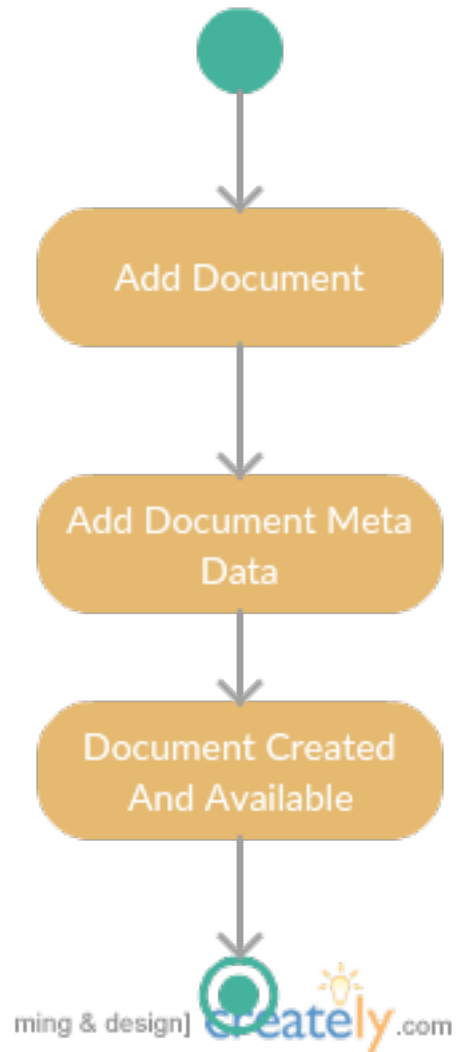 Add Document
Add Document Meta
Data
Document Created
And Available
ming & design] creately.com